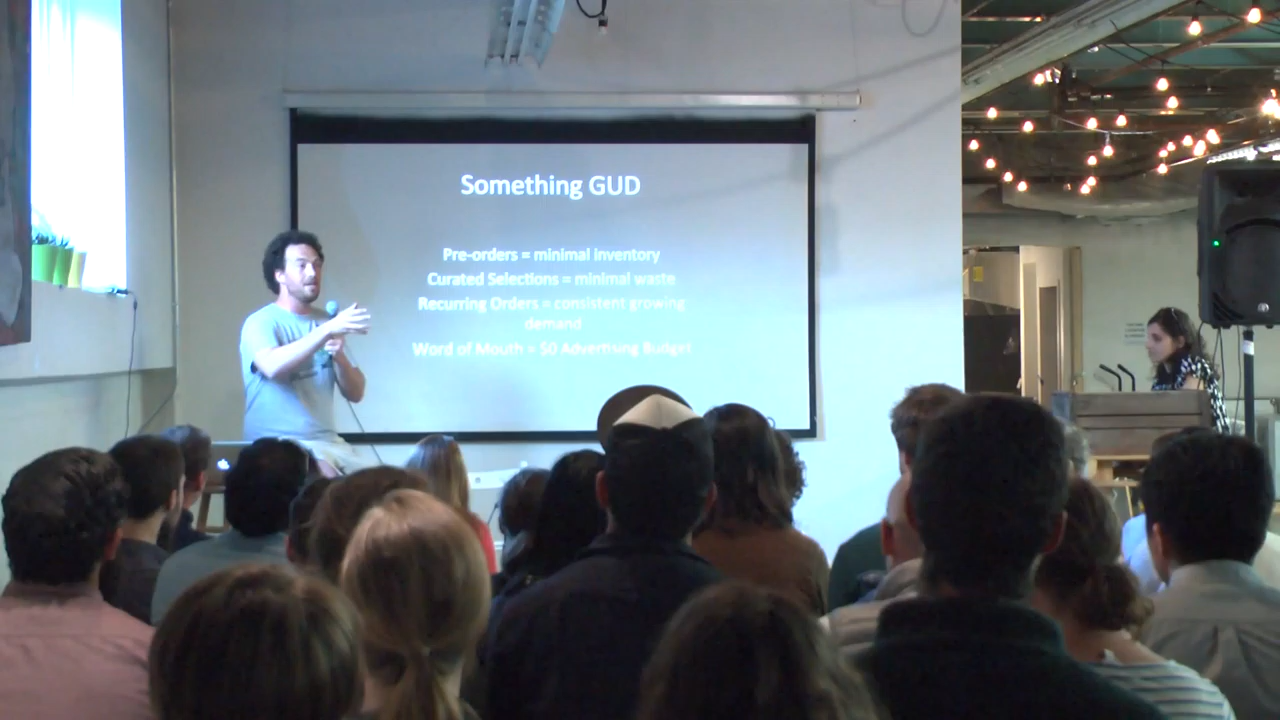 Something GUD
Pre-orders = minimal inventory
Curated Selections = minimal waste
Recurring Orders = consistent growing
demand
Word of Mouth = $0 Advertising Budget